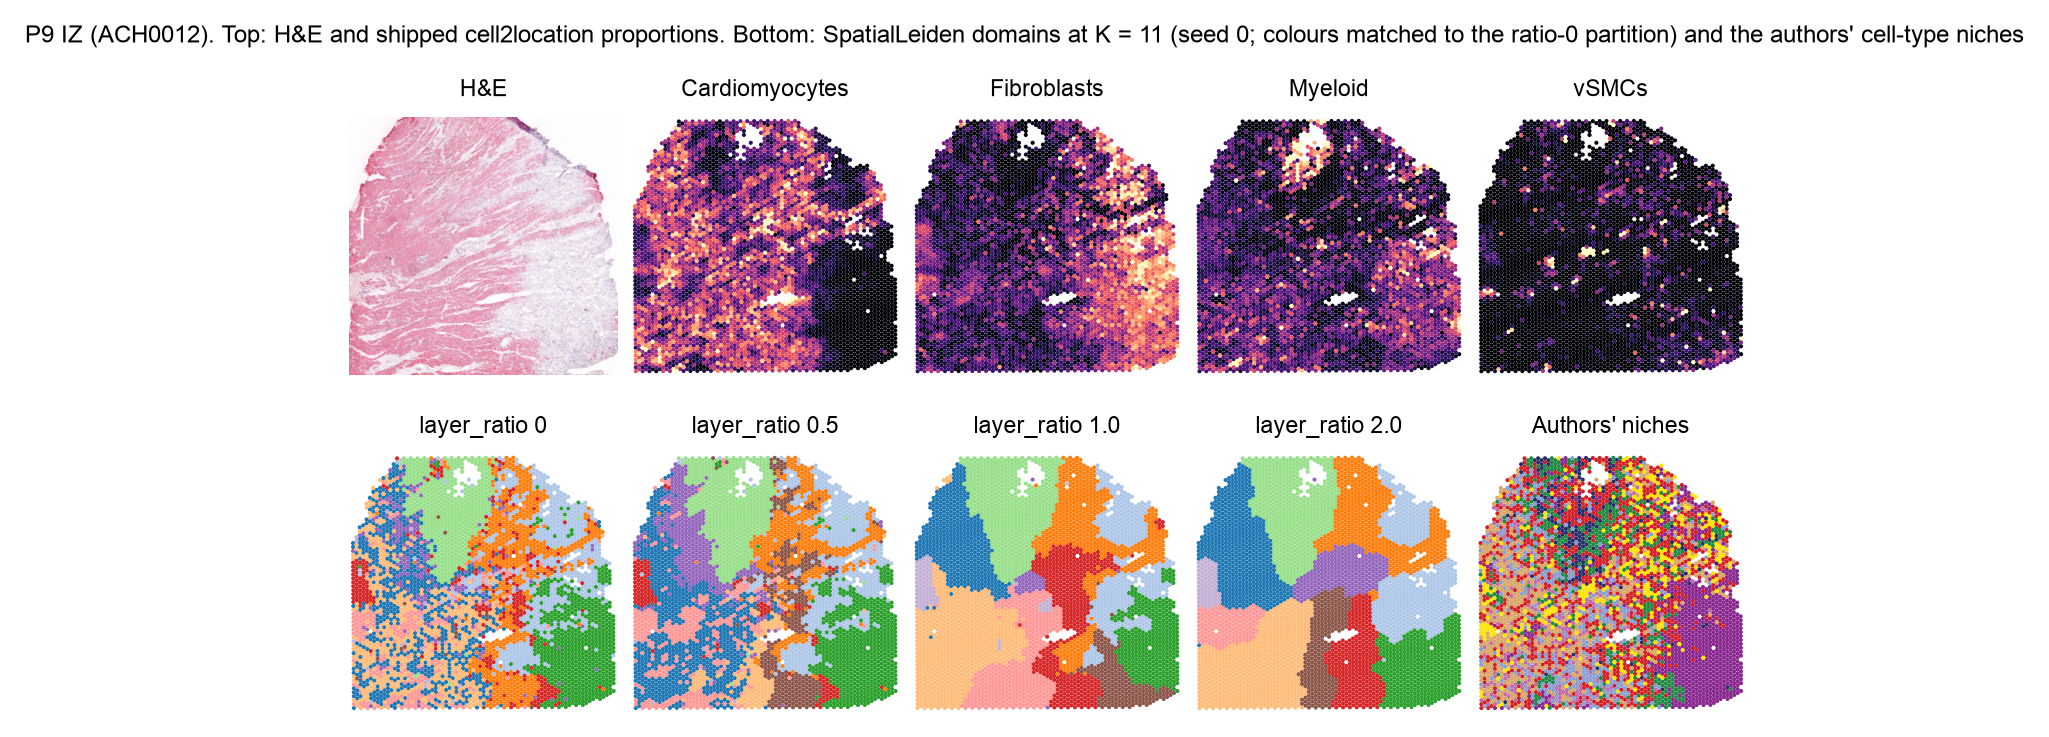 P9 IZ (ACH0012). Top: H&E and shipped cell2location proportions. Bottom: SpatialLeiden domains at K = 11 (seed 0; colours matched to the ratio-0 partition) and the authors' cell-type niches
H&E
Cardiomyocytes
Fibroblasts
Myeloid
vSMCs
layer_ratio 0
layer_ratio 0.5
layer_ratio 1.0
layer_ratio 2.0
Authors' niches